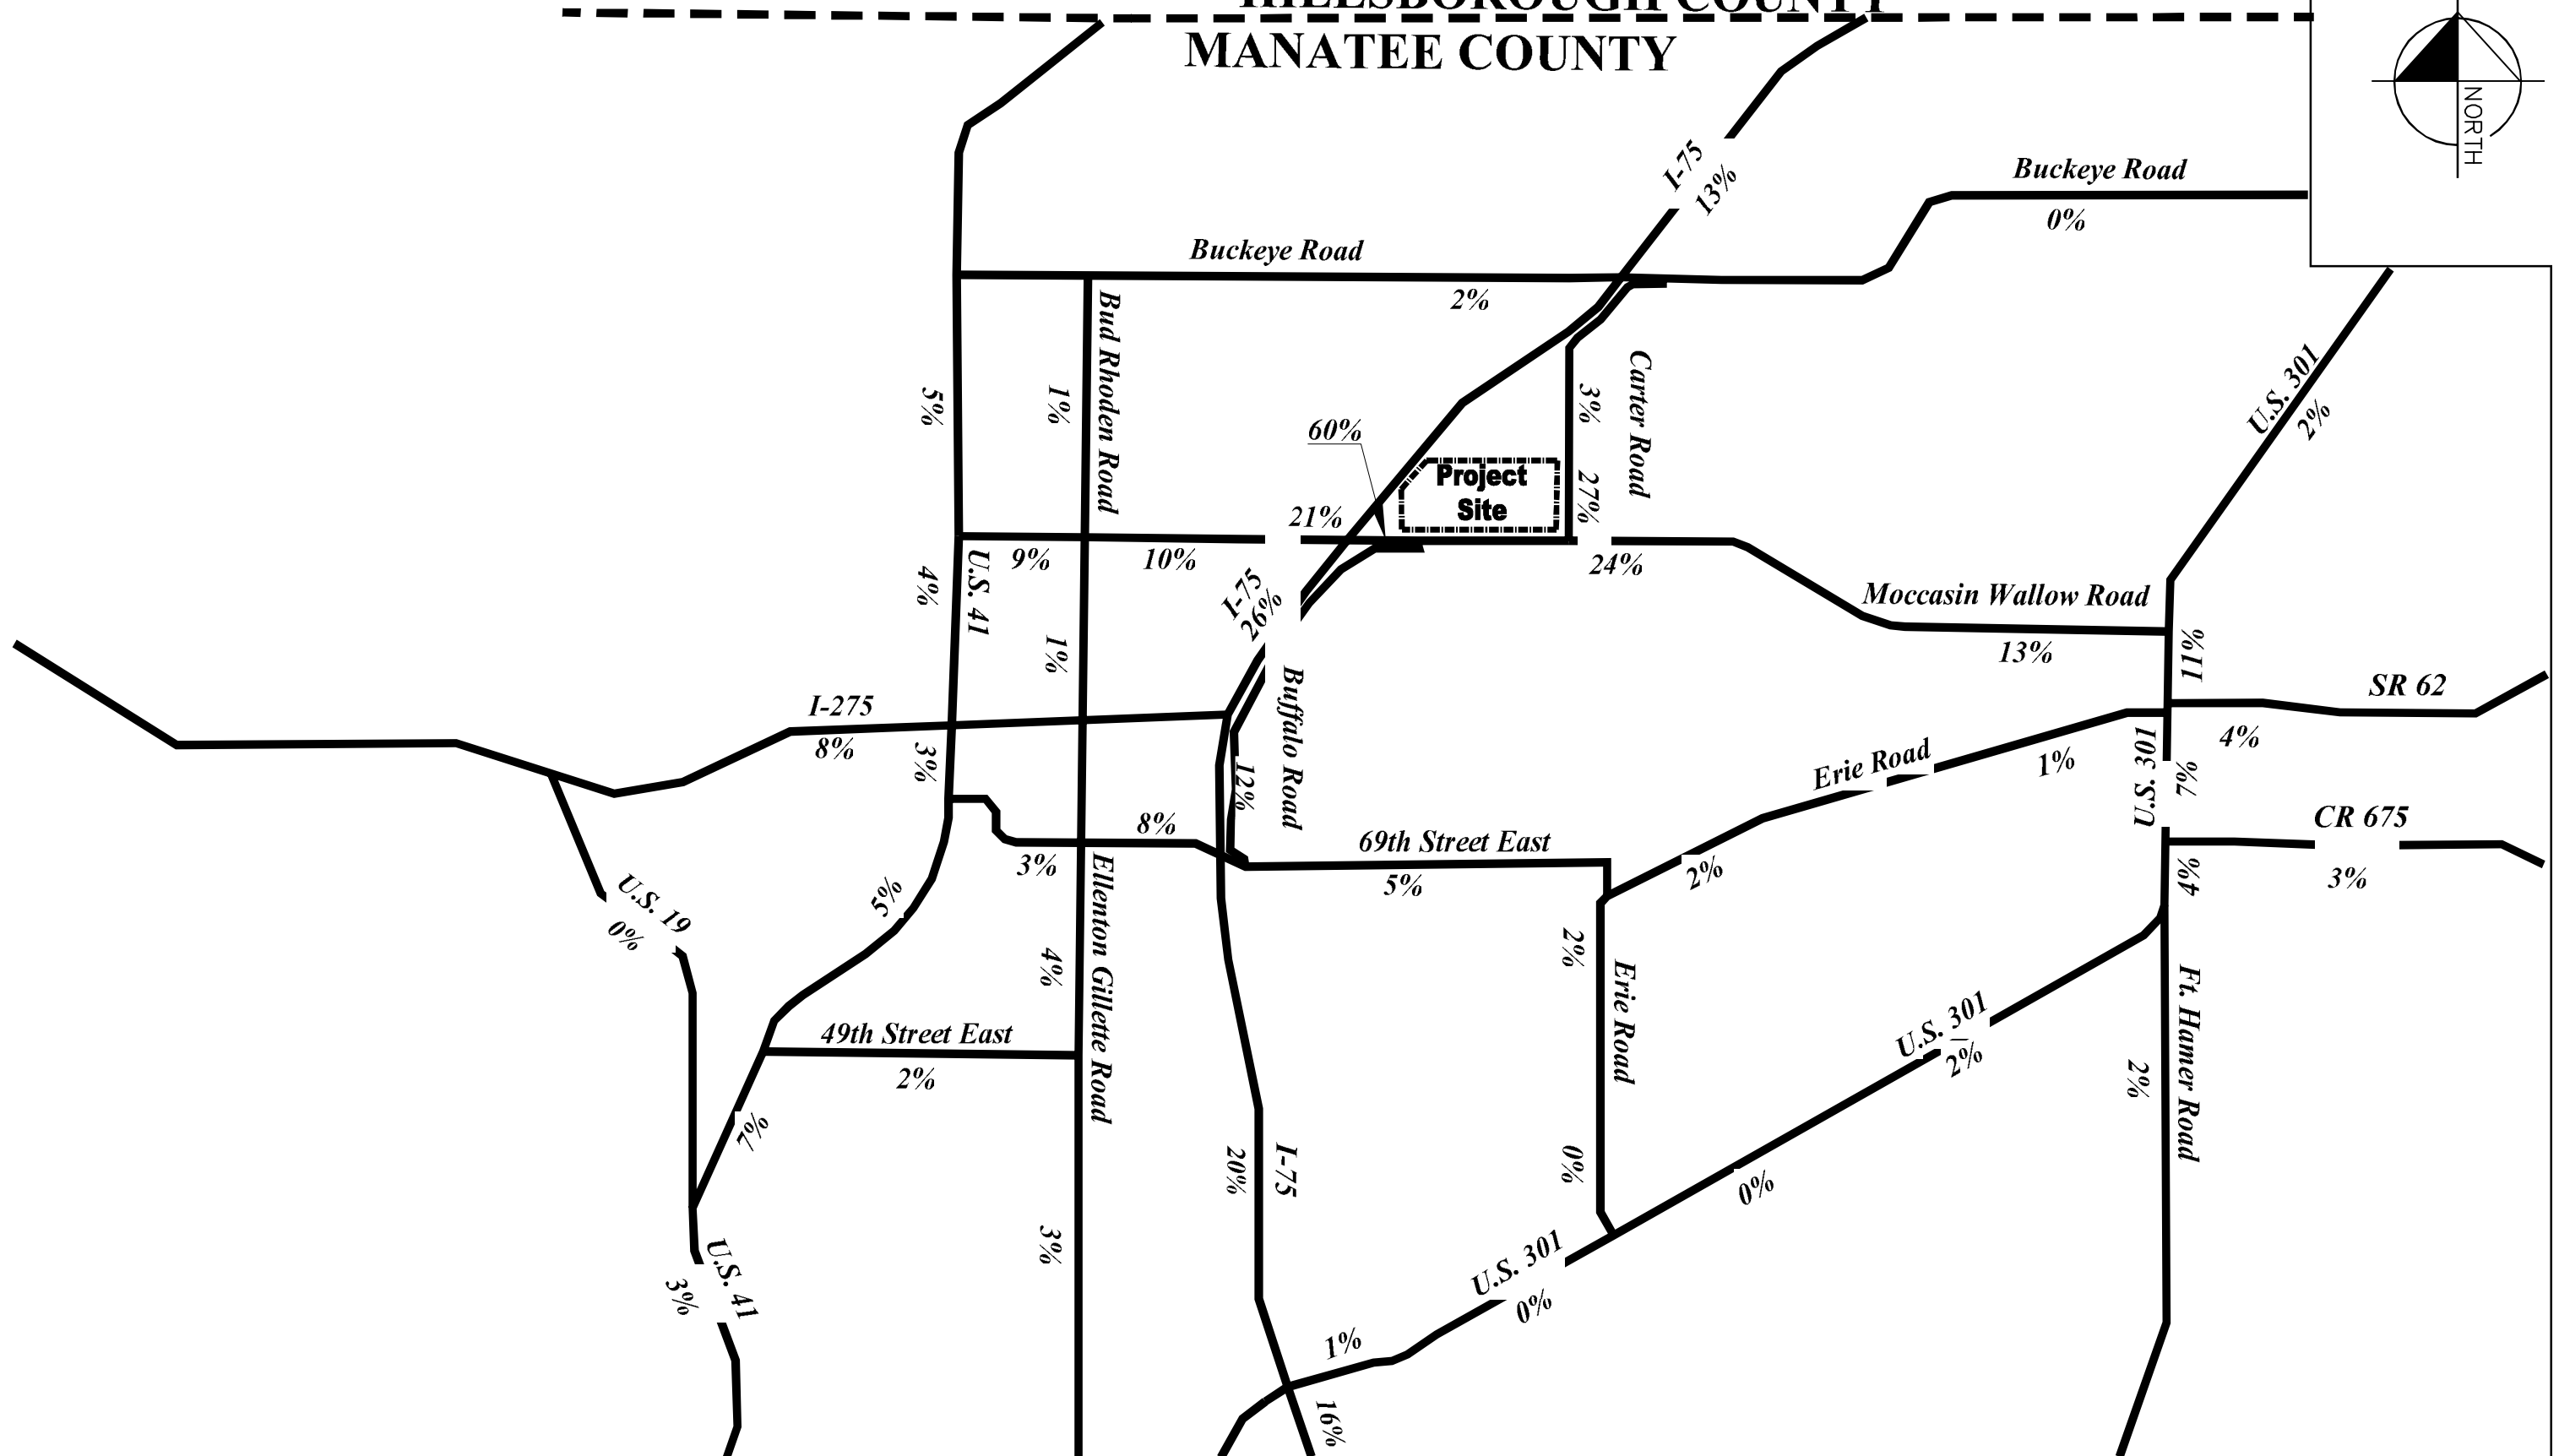 HILLSBOROUGH COUNTY
MANATEE COUNTY
NORTH
I-75
13%
Buckeye Road
0%
Buckeye Road
2%
Bud Rhoden Road
5%
1%
Carter Road
3%
U.S. 301
2%
60%
Project
Site
27%
21%
9%
10%
24%
U.S. 41
4%
I-75
26%
Moccasin Wallow Road
13%
1%
11%
Buffalo Road
I-275
8%
3%
SR 62
4%
Erie Road
1%
U.S. 301
7%
12%
8%
3%
69th Street East
5%
2%
CR 675
3%
4%
5%
U.S. 19
0%
Ellenton Gillette Road
4%
2%
Erie Road
Ft. Hamer Road
2%
U.S. 301
2%
49th Street East
2%
7%
20%
I-75
0%
0%
3%
U.S. 41
3%
U.S. 301
0%
1%
16%